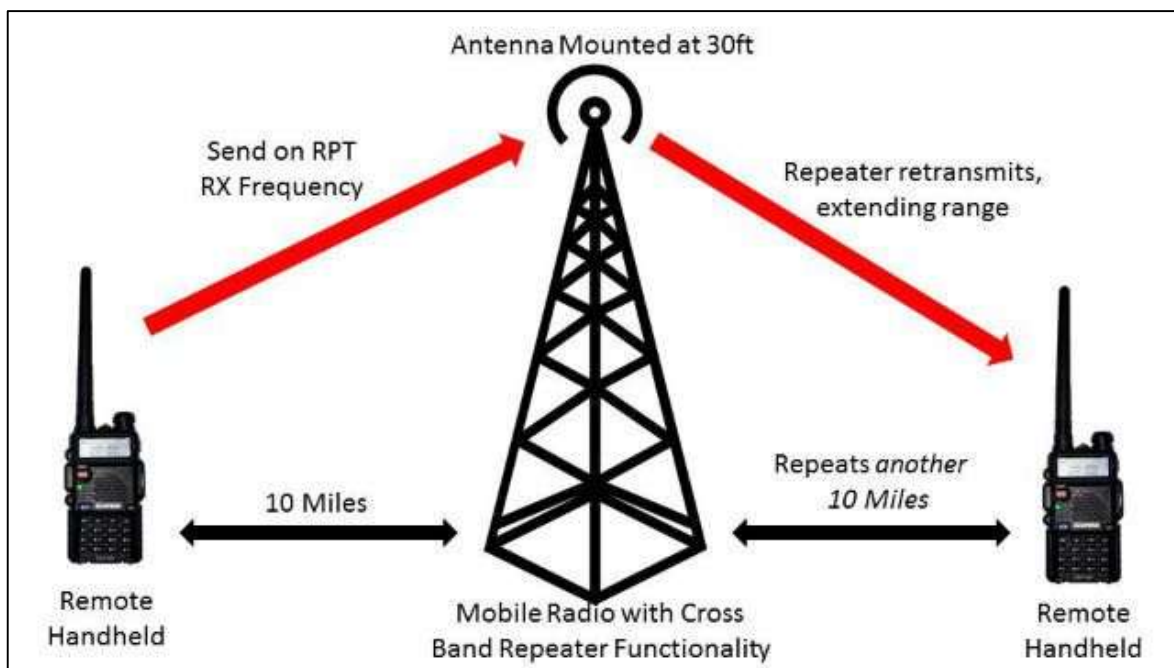 Antenna Mounted at 30ft
Send on RPT
RX Frequency
Repeater retransmits,
extending range
10 Miles
Repeats another
10 Miles
Remote
Handheld
Mobile Radio with Cross
Band Repeater Functionality
Remote
Handheld